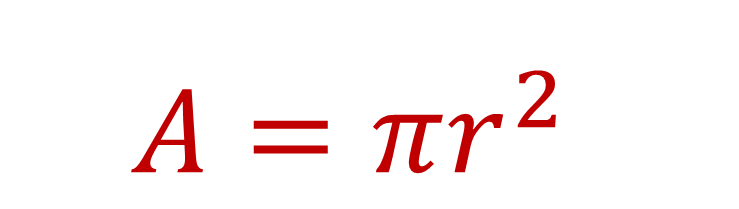 A = πr²